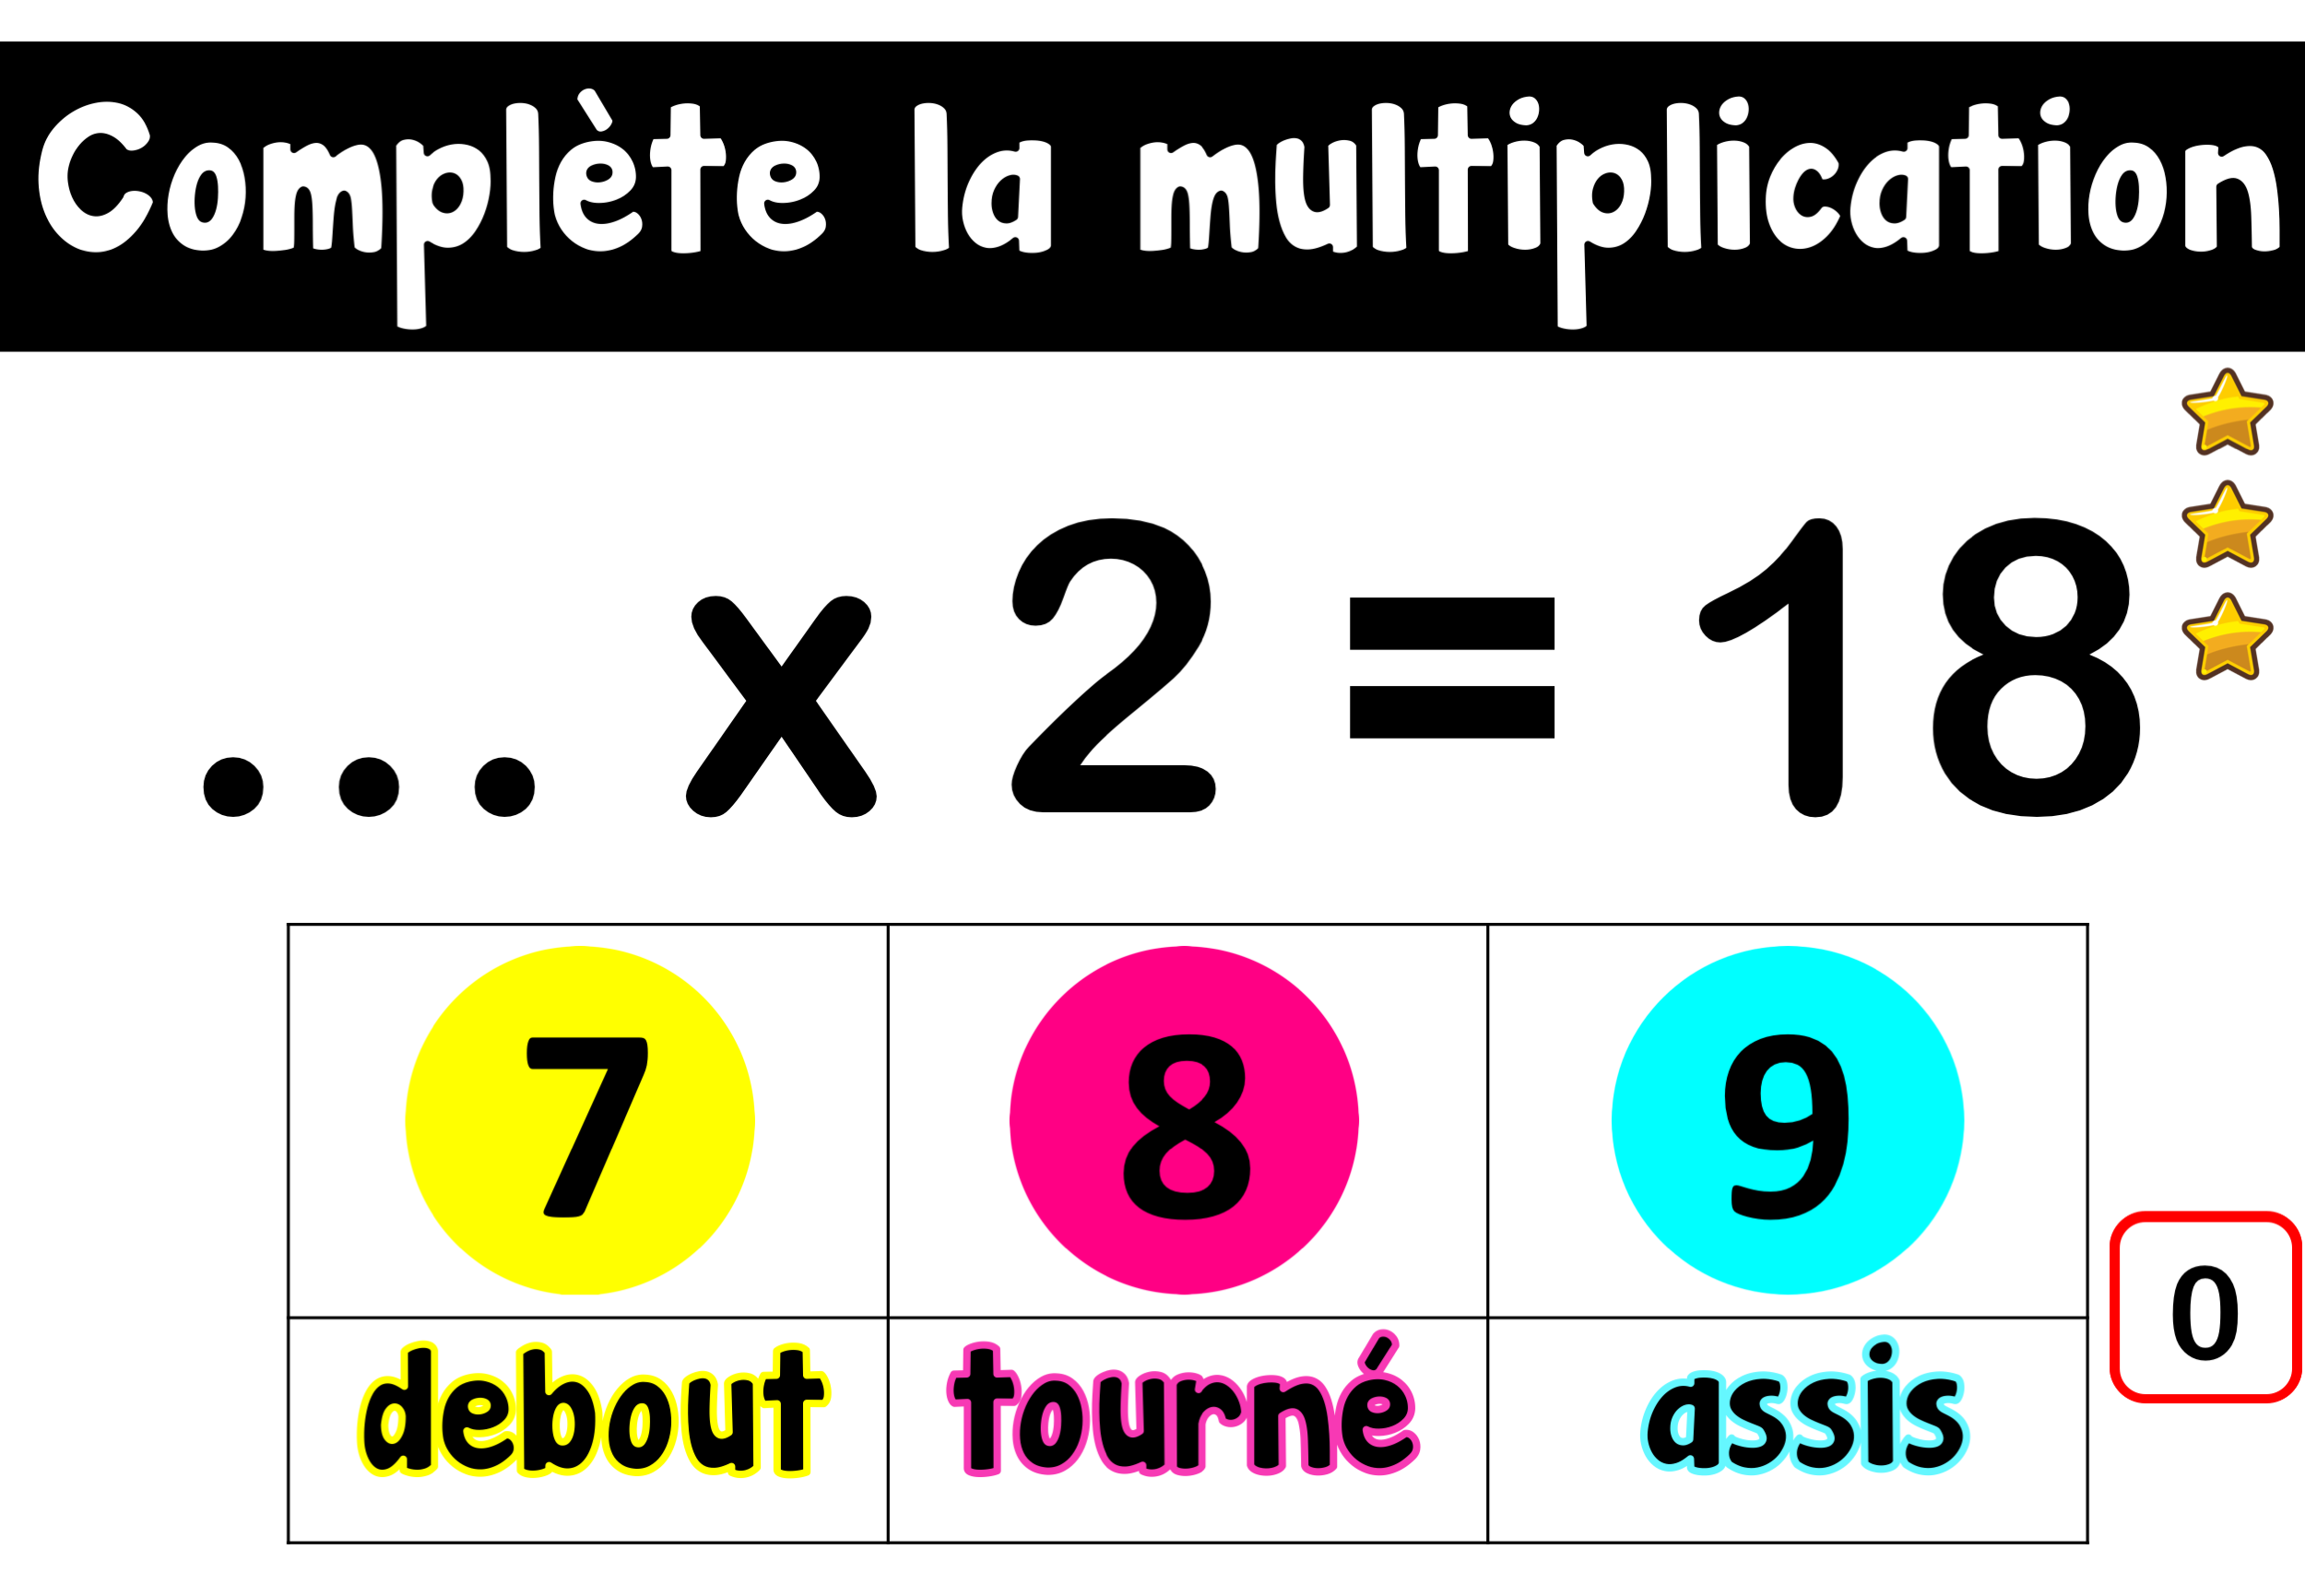 Complète la multiplication
... x 2 = 18
7 8 9
0
debout tourné assis